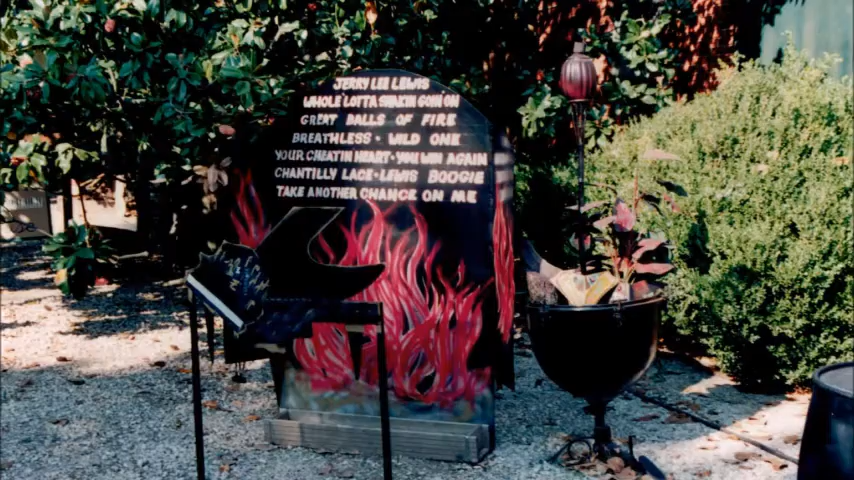 JERRY LEE LEWIS
WHOLE LOTTA SHAKIN GOIN ON
GREAT BALLS OF FIRE
BREATHLESS • WILD ONE
YOUR CHEATIN HEART • YOU WIN AGAIN
CHANTILLY LACE • LEWIS BOOGIE
TAKE ANOTHER CHANCE ON ME